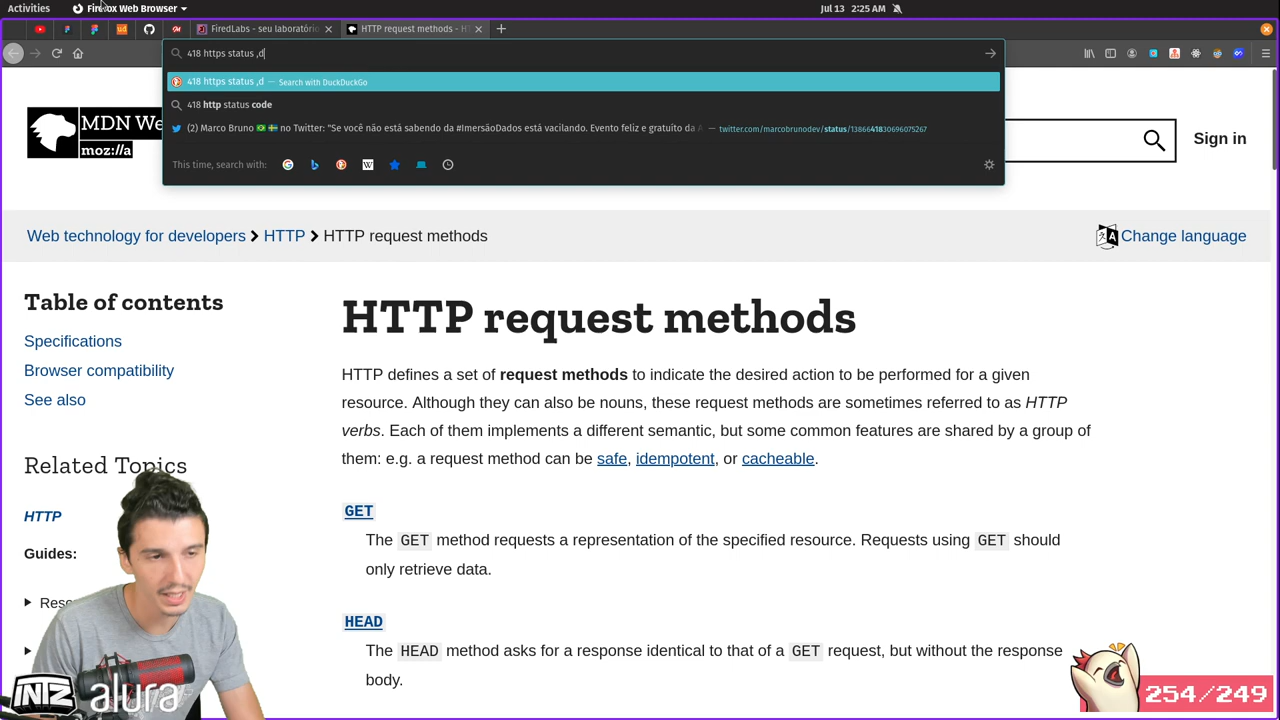 Activities
Firefox Web Browser
Jul 13 2:25 AM
FiredLabs - seu laboratório
HTTP request methods - HT
418 https status ,d
418 https status ,d — Search with DuckDuckGo
418 http status code
(2) Marco Bruno 🇧🇷 🇸🇪 no Twitter: "Se você não está sabendo da #ImersãoDados está vacilando. Evento feliz e gratuito da — twitter.com/marcobrunodev/status/1386641830696075267
This time, search with:
MDN We
moz://a
Sign in
Web technology for developers > HTTP > HTTP request methods
Change language
Table of contents
Specifications
Browser compatibility
See also
Related Topics
HTTP
Guides:
Reso
HTTP request methods
HTTP defines a set of request methods to indicate the desired action to be performed for a given
resource. Although they can also be nouns, these request methods are sometimes referred to as HTTP
verbs. Each of them implements a different semantic, but some common features are shared by a group of
them: e.g. a request method can be safe, idempotent, or cacheable.
GET
The GET method requests a representation of the specified resource. Requests using GET should
only retrieve data.
HEAD
The HEAD method asks for a response identical to that of a GET request, but without the response
body.
NTZ alura
254/249